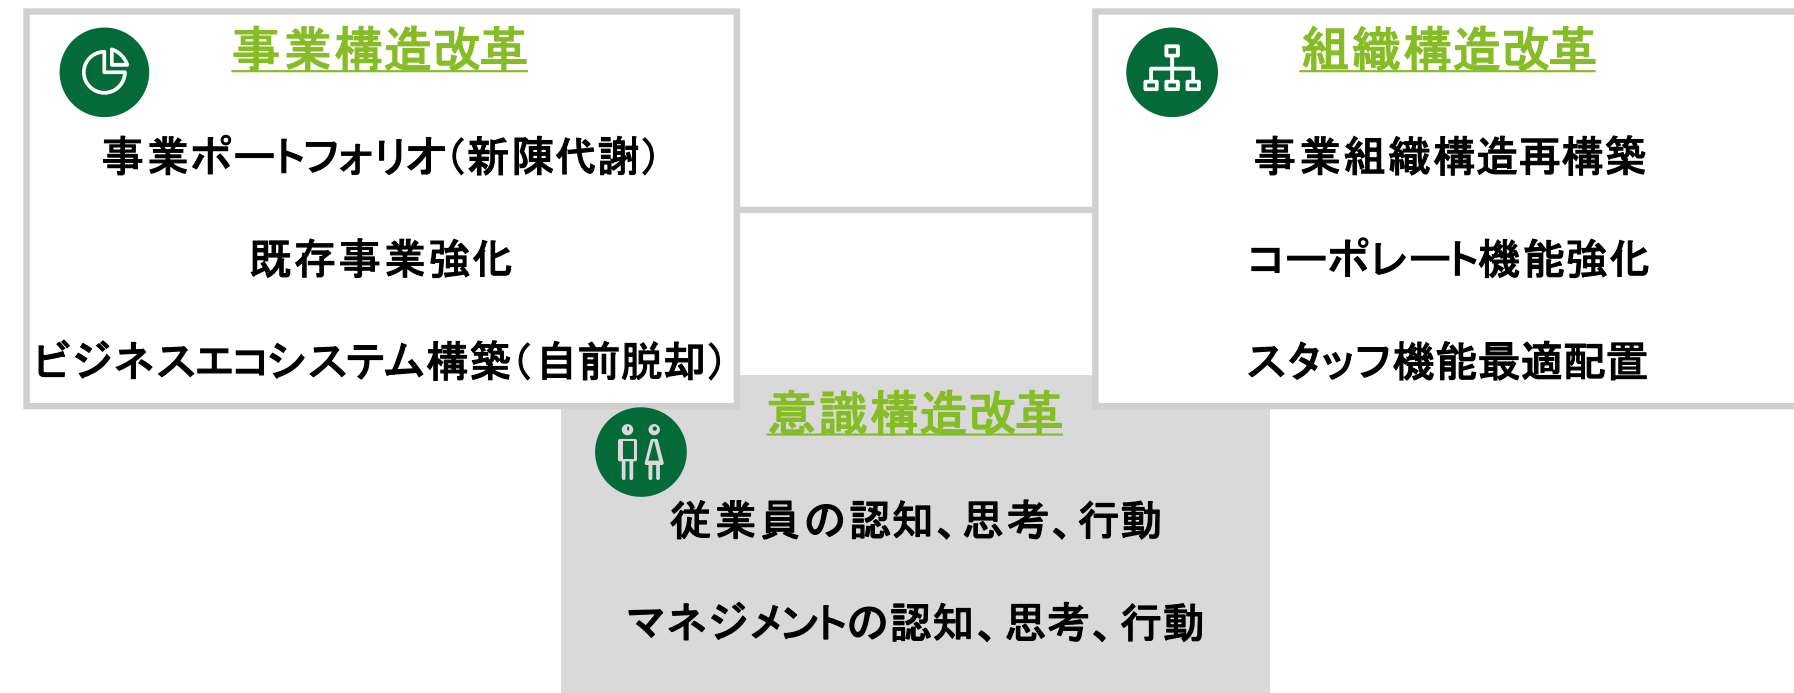 事業構造改革
事業ポートフォリオ（新陳代謝）
既存事業強化
ビジネスエコシステム構築（自前脱却）
組織構造改革
事業組織構造再構築
コーポレート機能強化
スタッフ機能最適配置
意識構造改革
従業員の認知、思考、行動
マネジメントの認知、思考、行動